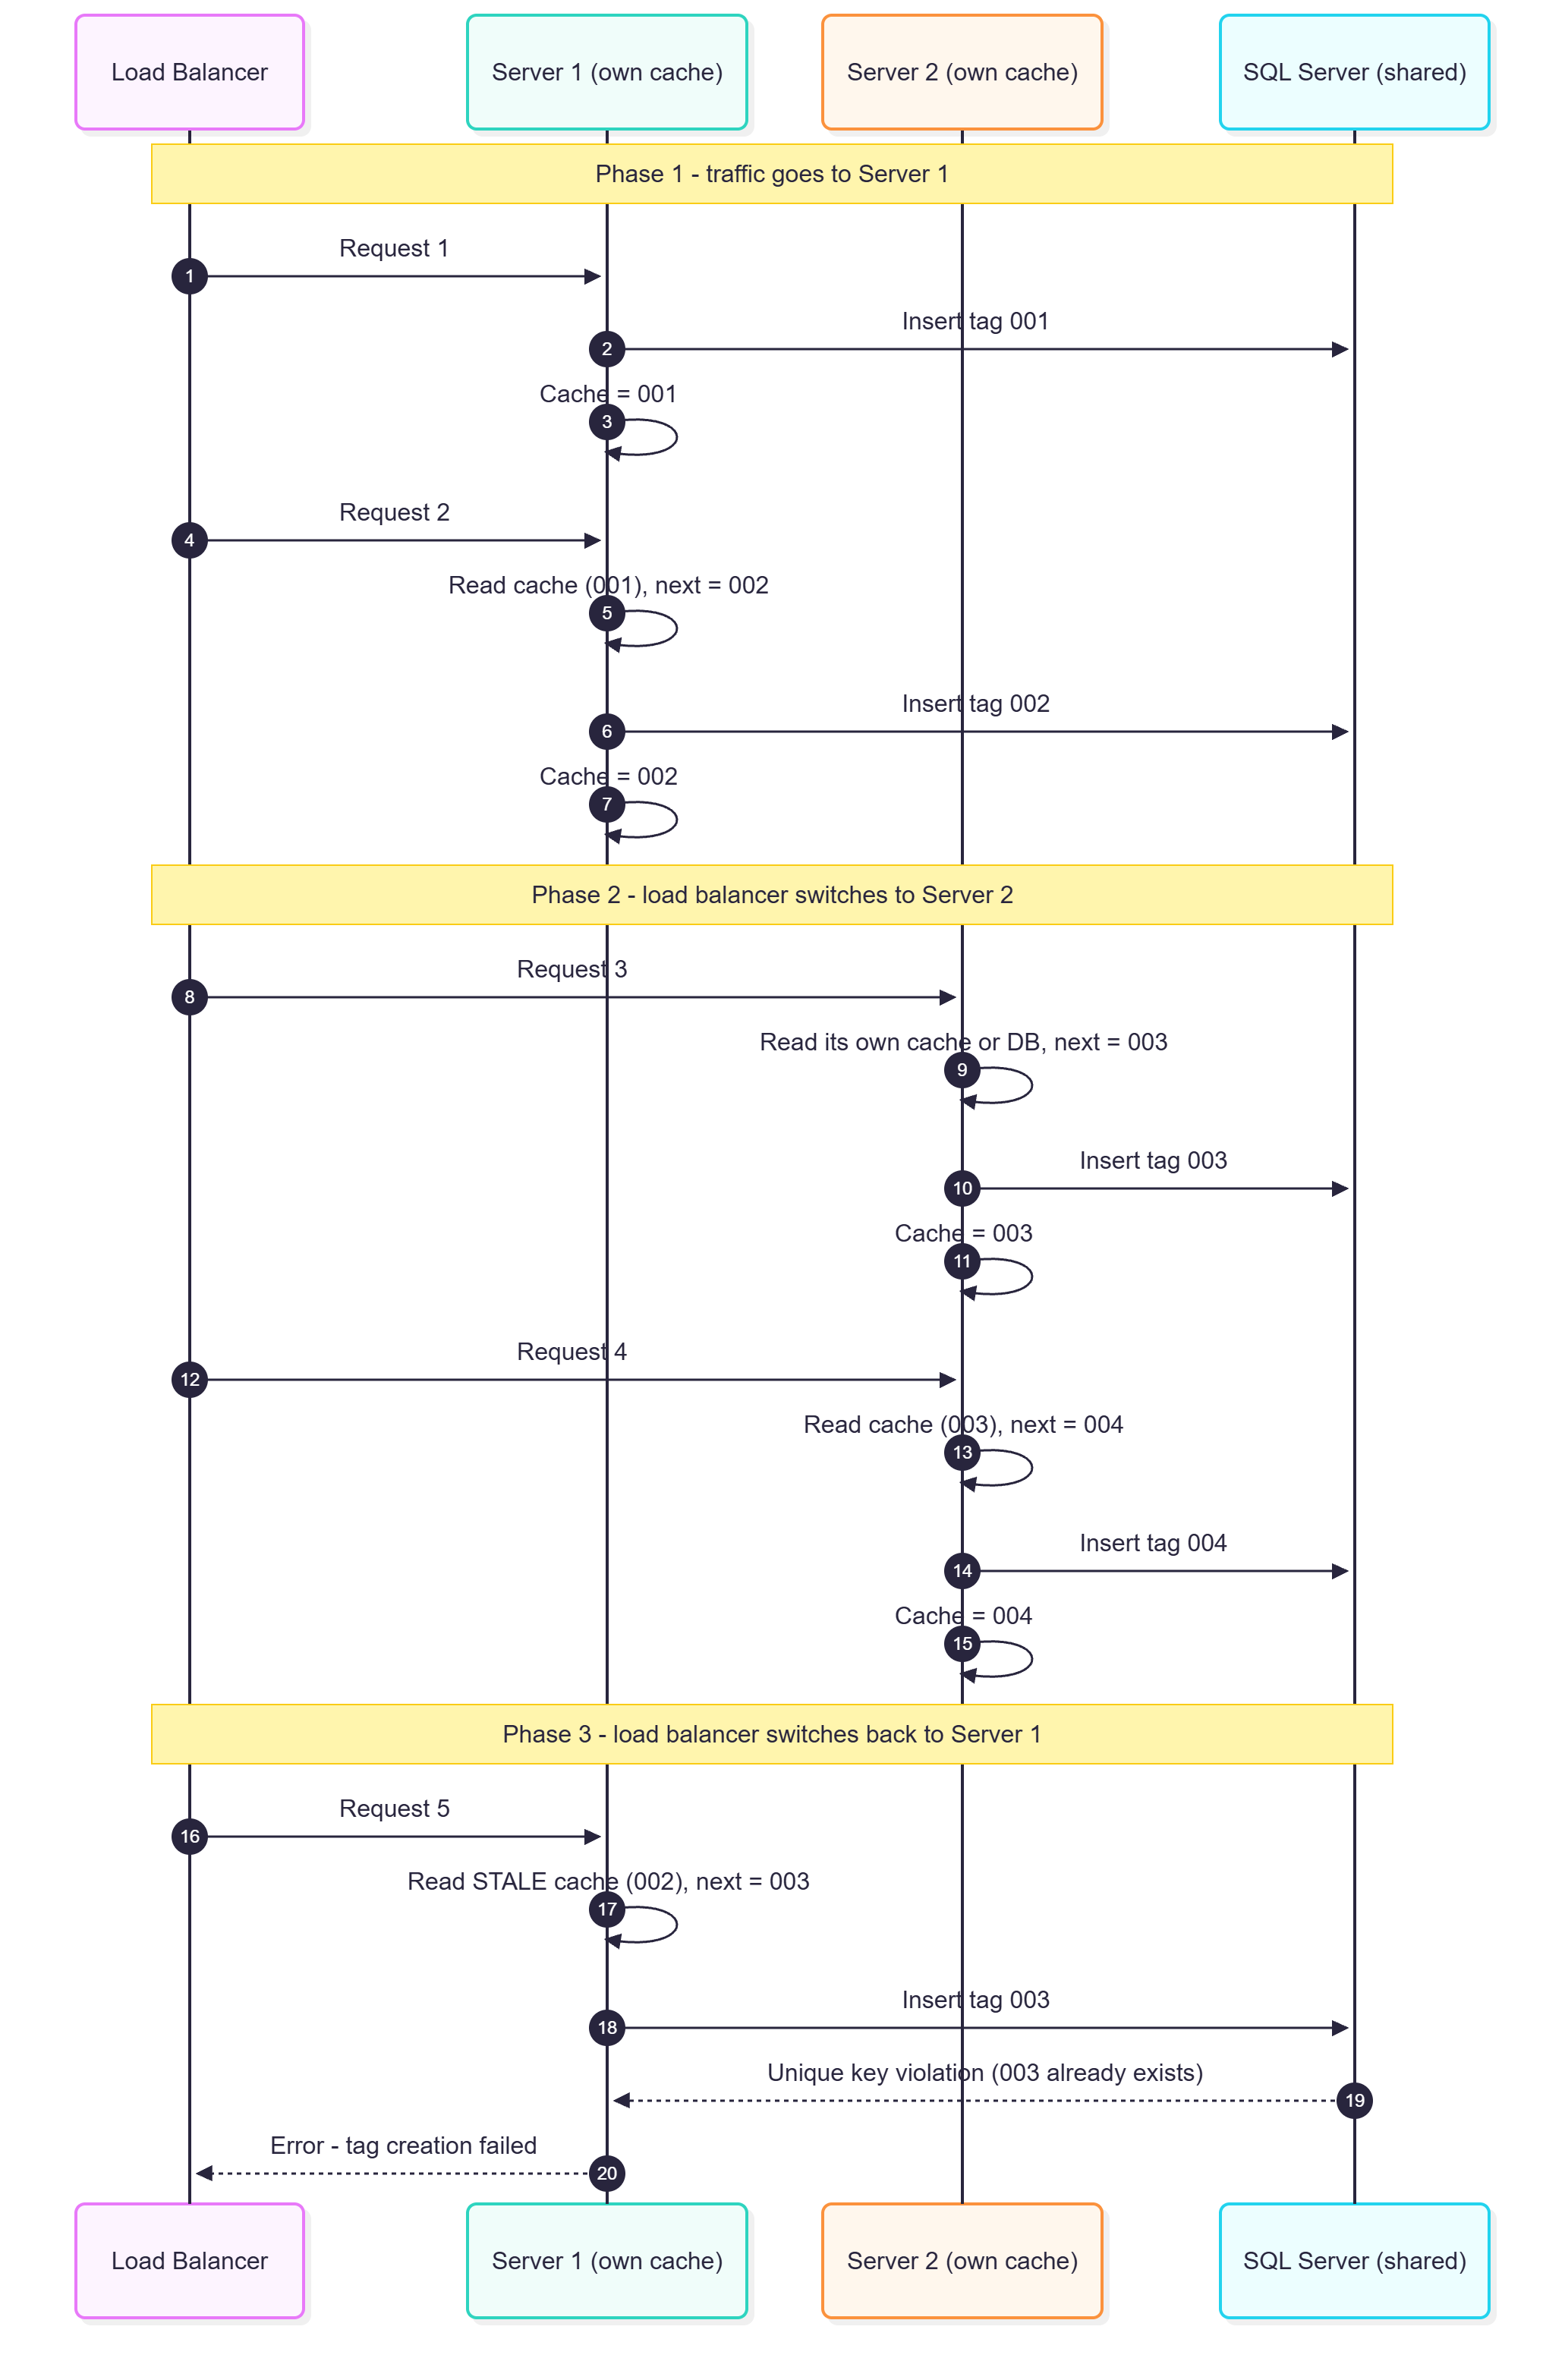 Load Balancer
Server 1 (own cache)
Server 2 (own cache)
SQL Server (shared)
Phase 1 - traffic goes to Server 1
Request 1
1
Insert tag 001
2
Cache = 001
3
Request 2
4
Read cache (001), next = 002
5
Insert tag 002
6
Cache = 002
7
Phase 2 - load balancer switches to Server 2
Request 3
8
Read its own cache or DB, next = 003
9
Insert tag 003
10
Cache = 003
11
Request 4
12
Read cache (003), next = 004
13
Insert tag 004
14
Cache = 004
15
Phase 3 - load balancer switches back to Server 1
Request 5
16
Read STALE cache (002), next = 003
17
Insert tag 003
18
Unique key violation (003 already exists)
19
Error - tag creation failed
20
Load Balancer
Server 1 (own cache)
Server 2 (own cache)
SQL Server (shared)